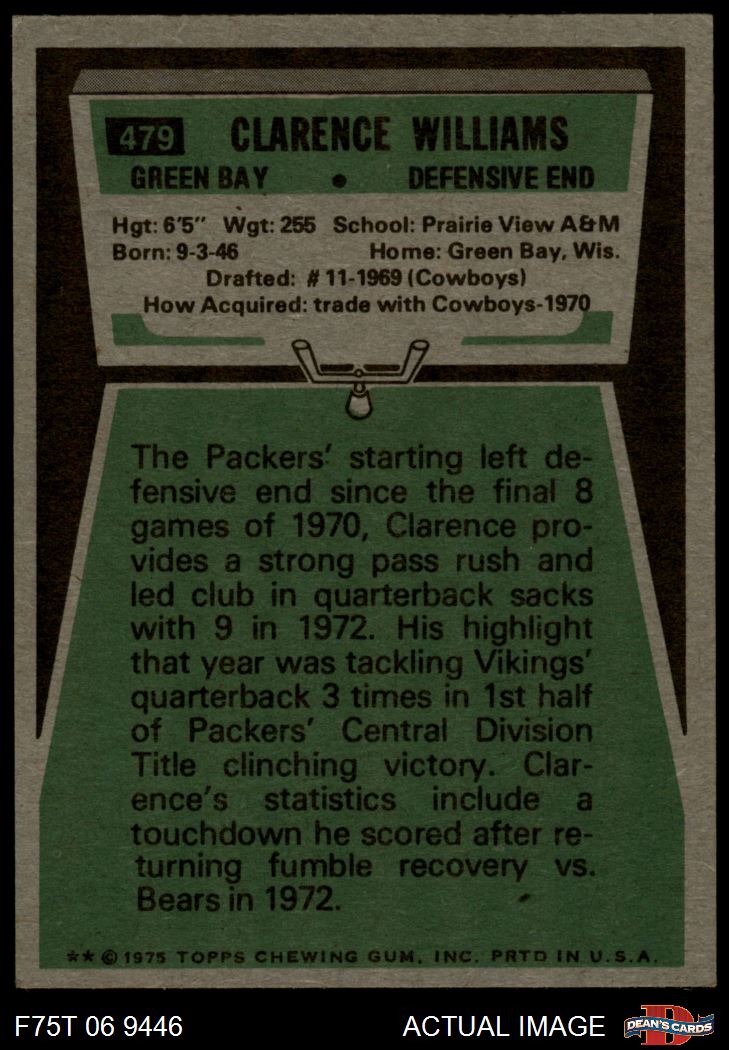 479 CLARENCE WILLIAMS
GREEN BAY • DEFENSIVE END
Hgt: 6'5" Wgt: 255 School: Prairie View A&M
Born: 9-3-46 Home: Green Bay, Wis.
Drafted: #11-1969 (Cowboys)
How Acquired: trade with Cowboys-1970
The Packers' starting left de-
fensive end since the final 8
games of 1970, Clarence pro-
vides a strong pass rush and
led club in quarterback sacks
with 9 in 1972. His highlight
that year was tackling Vikings'
quarterback 3 times in 1st half
of Packers' Central Division
Title clinching victory. Clar-
ence's statistics include a
touchdown he scored after re-
turning fumble recovery vs.
Bears in 1972.
** © 1975 TOPPS CHEWING GUM, INC. PRTD IN U.S.A.
F75T 06 9446 ACTUAL IMAGE D DEAN'S CARDS